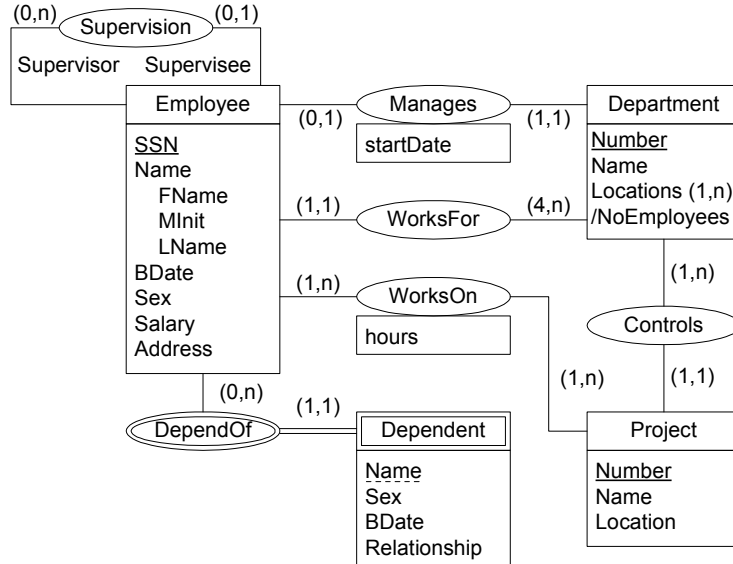 (0,n)
Supervision
(0,1)
Supervisor
Supervisee
Employee
SSN
Name
FName
MInit
LName
BDate
Sex
Salary
Address
(0,1)
Manages
(1,1)
startDate
Department
Number
Name
Locations (1,n)
/NoEmployees
(1,1)
WorksFor
(4,n)
(1,n)
WorksOn
hours
(1,n)
(1,n)
Controls
(1,1)
(0,n)
DependOf
(1,1)
Dependent
Name
Sex
BDate
Relationship
Project
Number
Name
Location